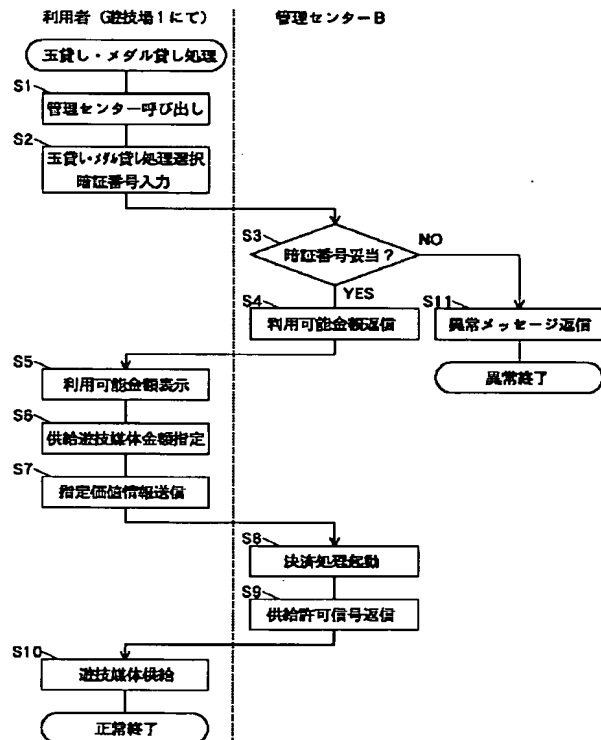 利用者（遊技場1にて）
管理センターB
玉貸し・メダル貸し処理
S1
管理センター呼び出し
S2
玉貸し・メダル貸し処理選択
暗証番号入力
S3
暗証番号妥当？
NO
YES
S4
利用可能金額返信
S11
異常メッセージ返信
異常終了
S5
利用可能金額表示
S6
供給遊技媒体金額指定
S7
指定価値情報送信
S8
決済処理起動
S9
供給許可信号返信
S10
遊技媒体供給
正常終了